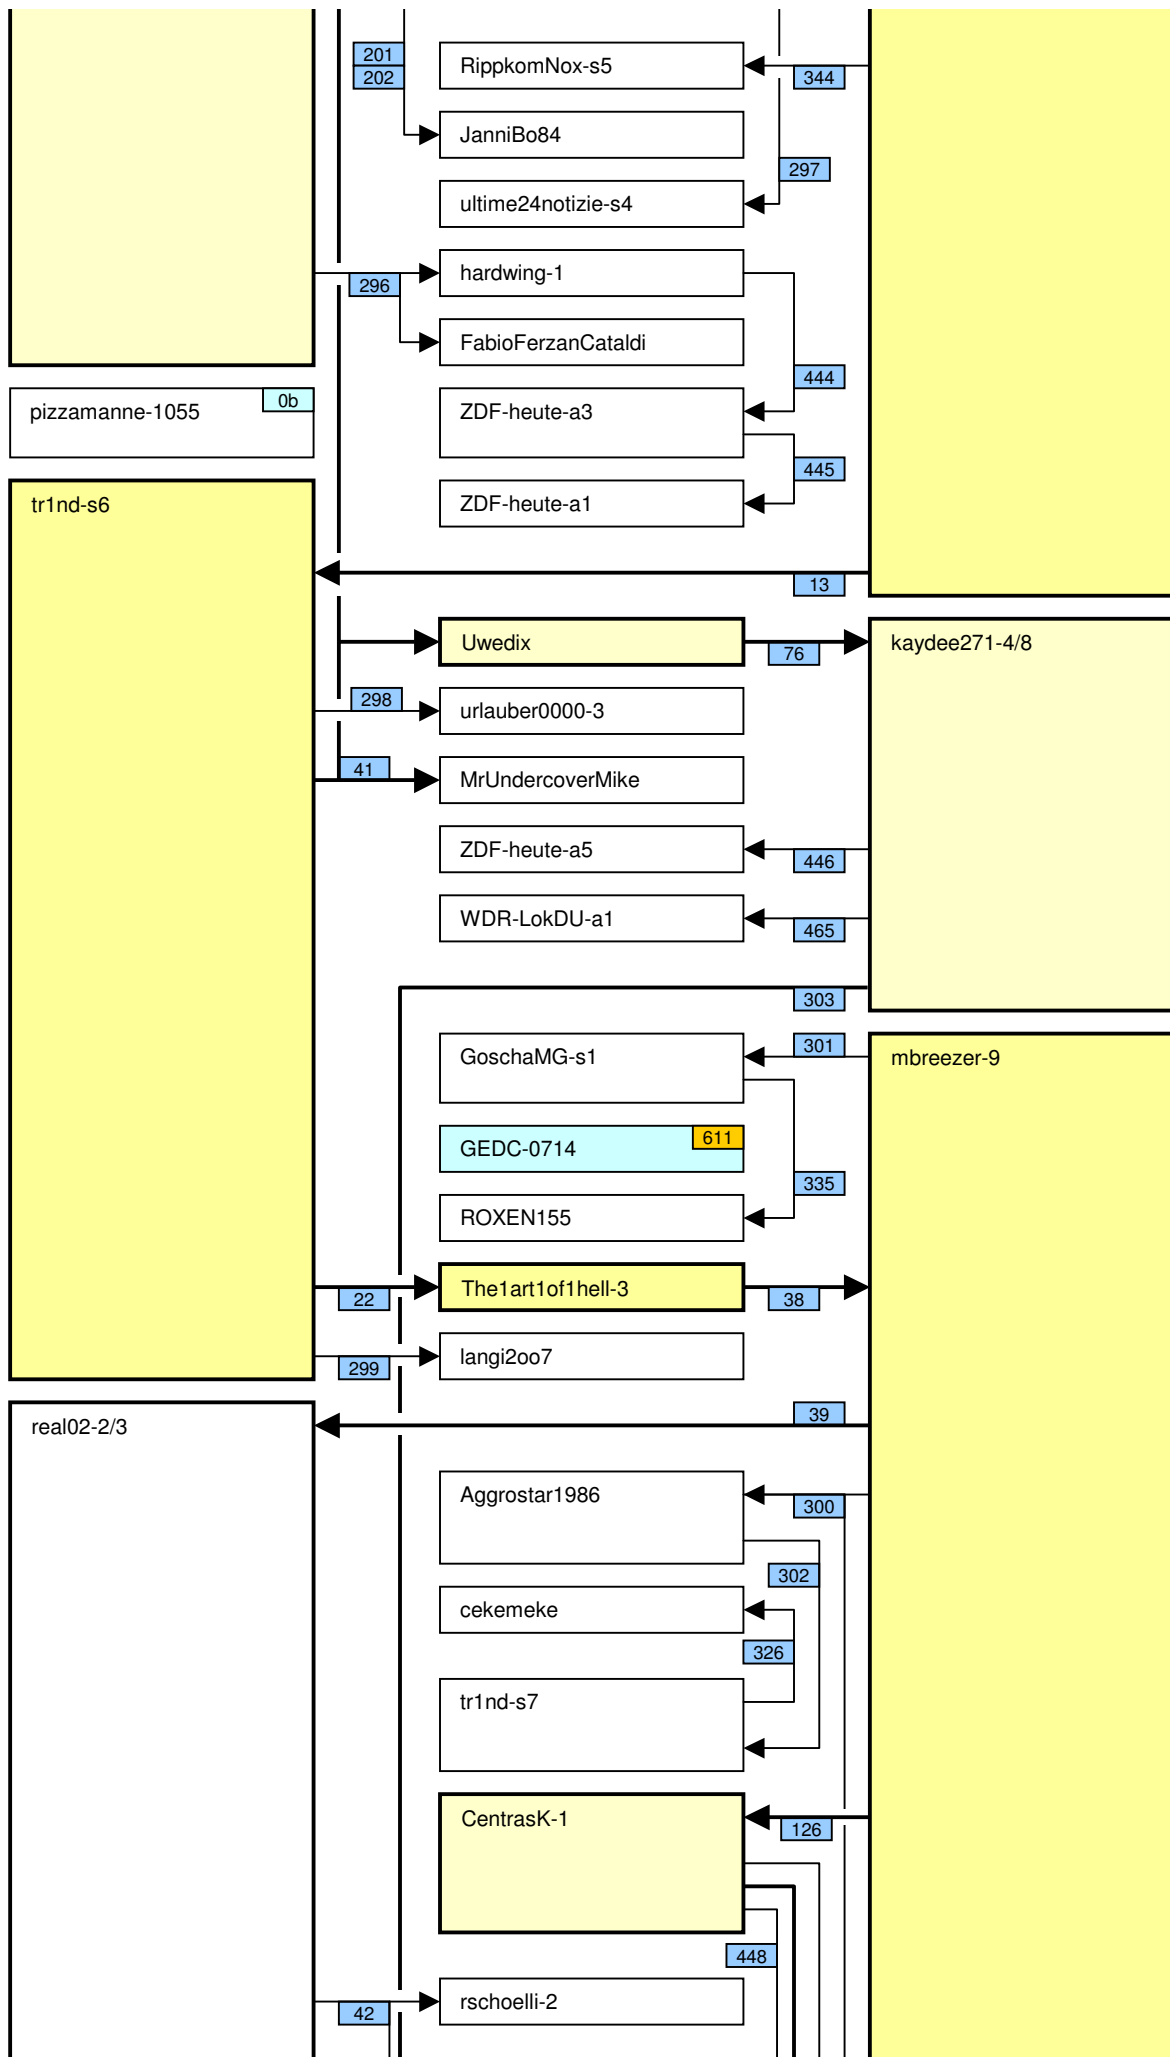 201
202
RippkomNox-s5
344
JanniBo84
297
ultime24notizie-s4
hardwing-1
296
FabioFerzanCataldi
444
pizzamanne-1055
0b
ZDF-heute-a3
445
tr1nd-s6
ZDF-heute-a1
13
Uwedix
76
kaydee271-4/8
298
urlauber0000-3
41
MrUndercoverMike
ZDF-heute-a5
446
WDR-LokDU-a1
465
303
GoschaMG-s1
301
mbreezer-9
GEDC-0714
611
335
ROXEN155
22
The1art1of1hell-3
38
299
langi2oo7
real02-2/3
39
Aggrostar1986
300
302
cekemeke
326
tr1nd-s7
CentrasK-1
126
448
42
rschoelli-2